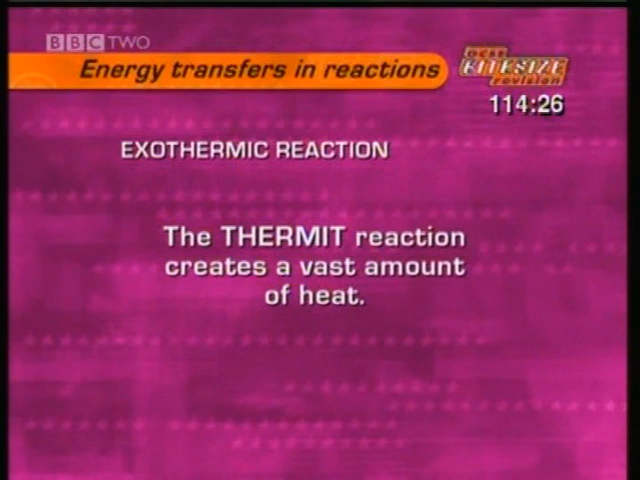 BBC TWO
Energy transfers in reactions
GCSE
BITESIZE
revision
114:26
EXOTHERMIC REACTION
The THERMIT reaction
creates a vast amount
of heat.